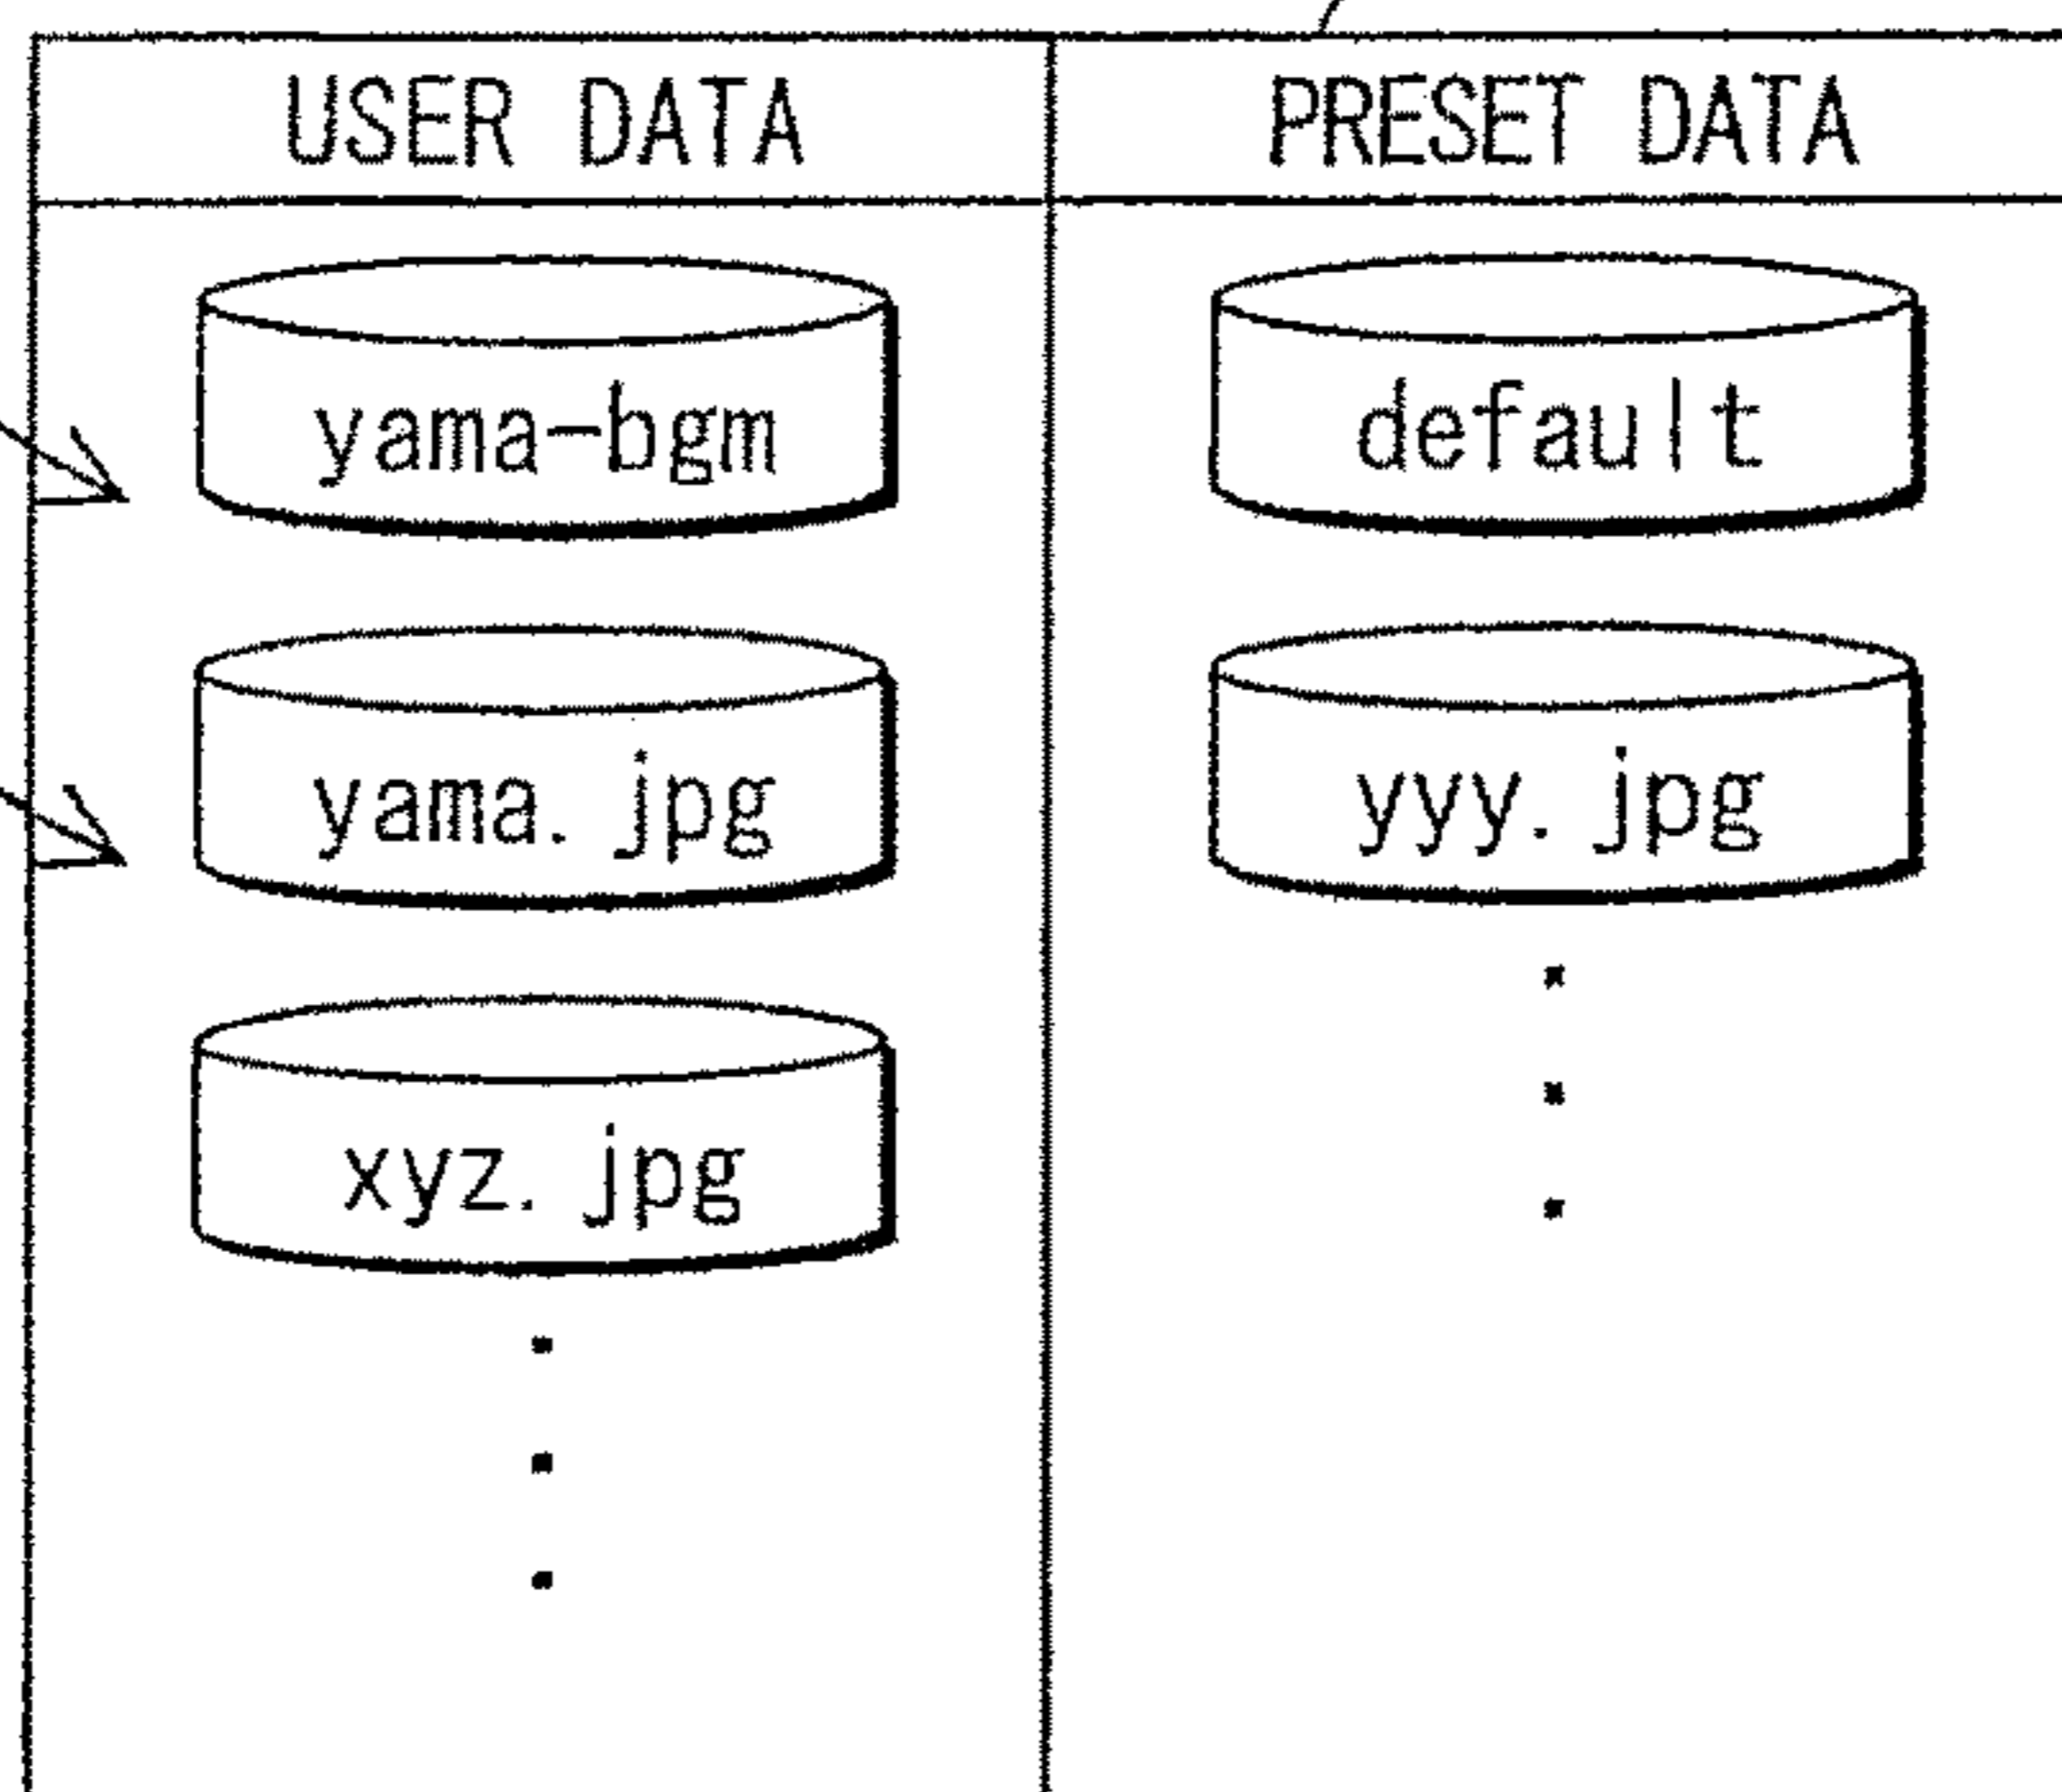 USER DATA
PRESET DATA
yama-bgm
default
yama.jpg
yyy.jpg
xyz.jpg